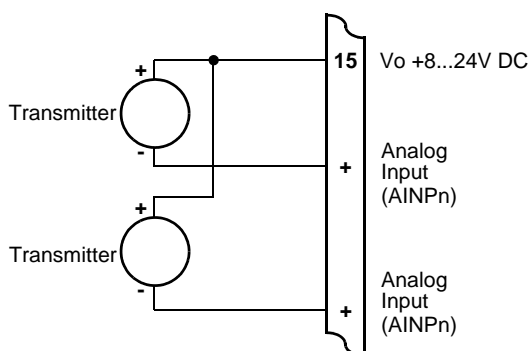 +
15 Vo +8...24V DC
Transmitter
-
+
Analog
Input
(AINPn)
+
Transmitter
-
+
Analog
Input
(AINPn)